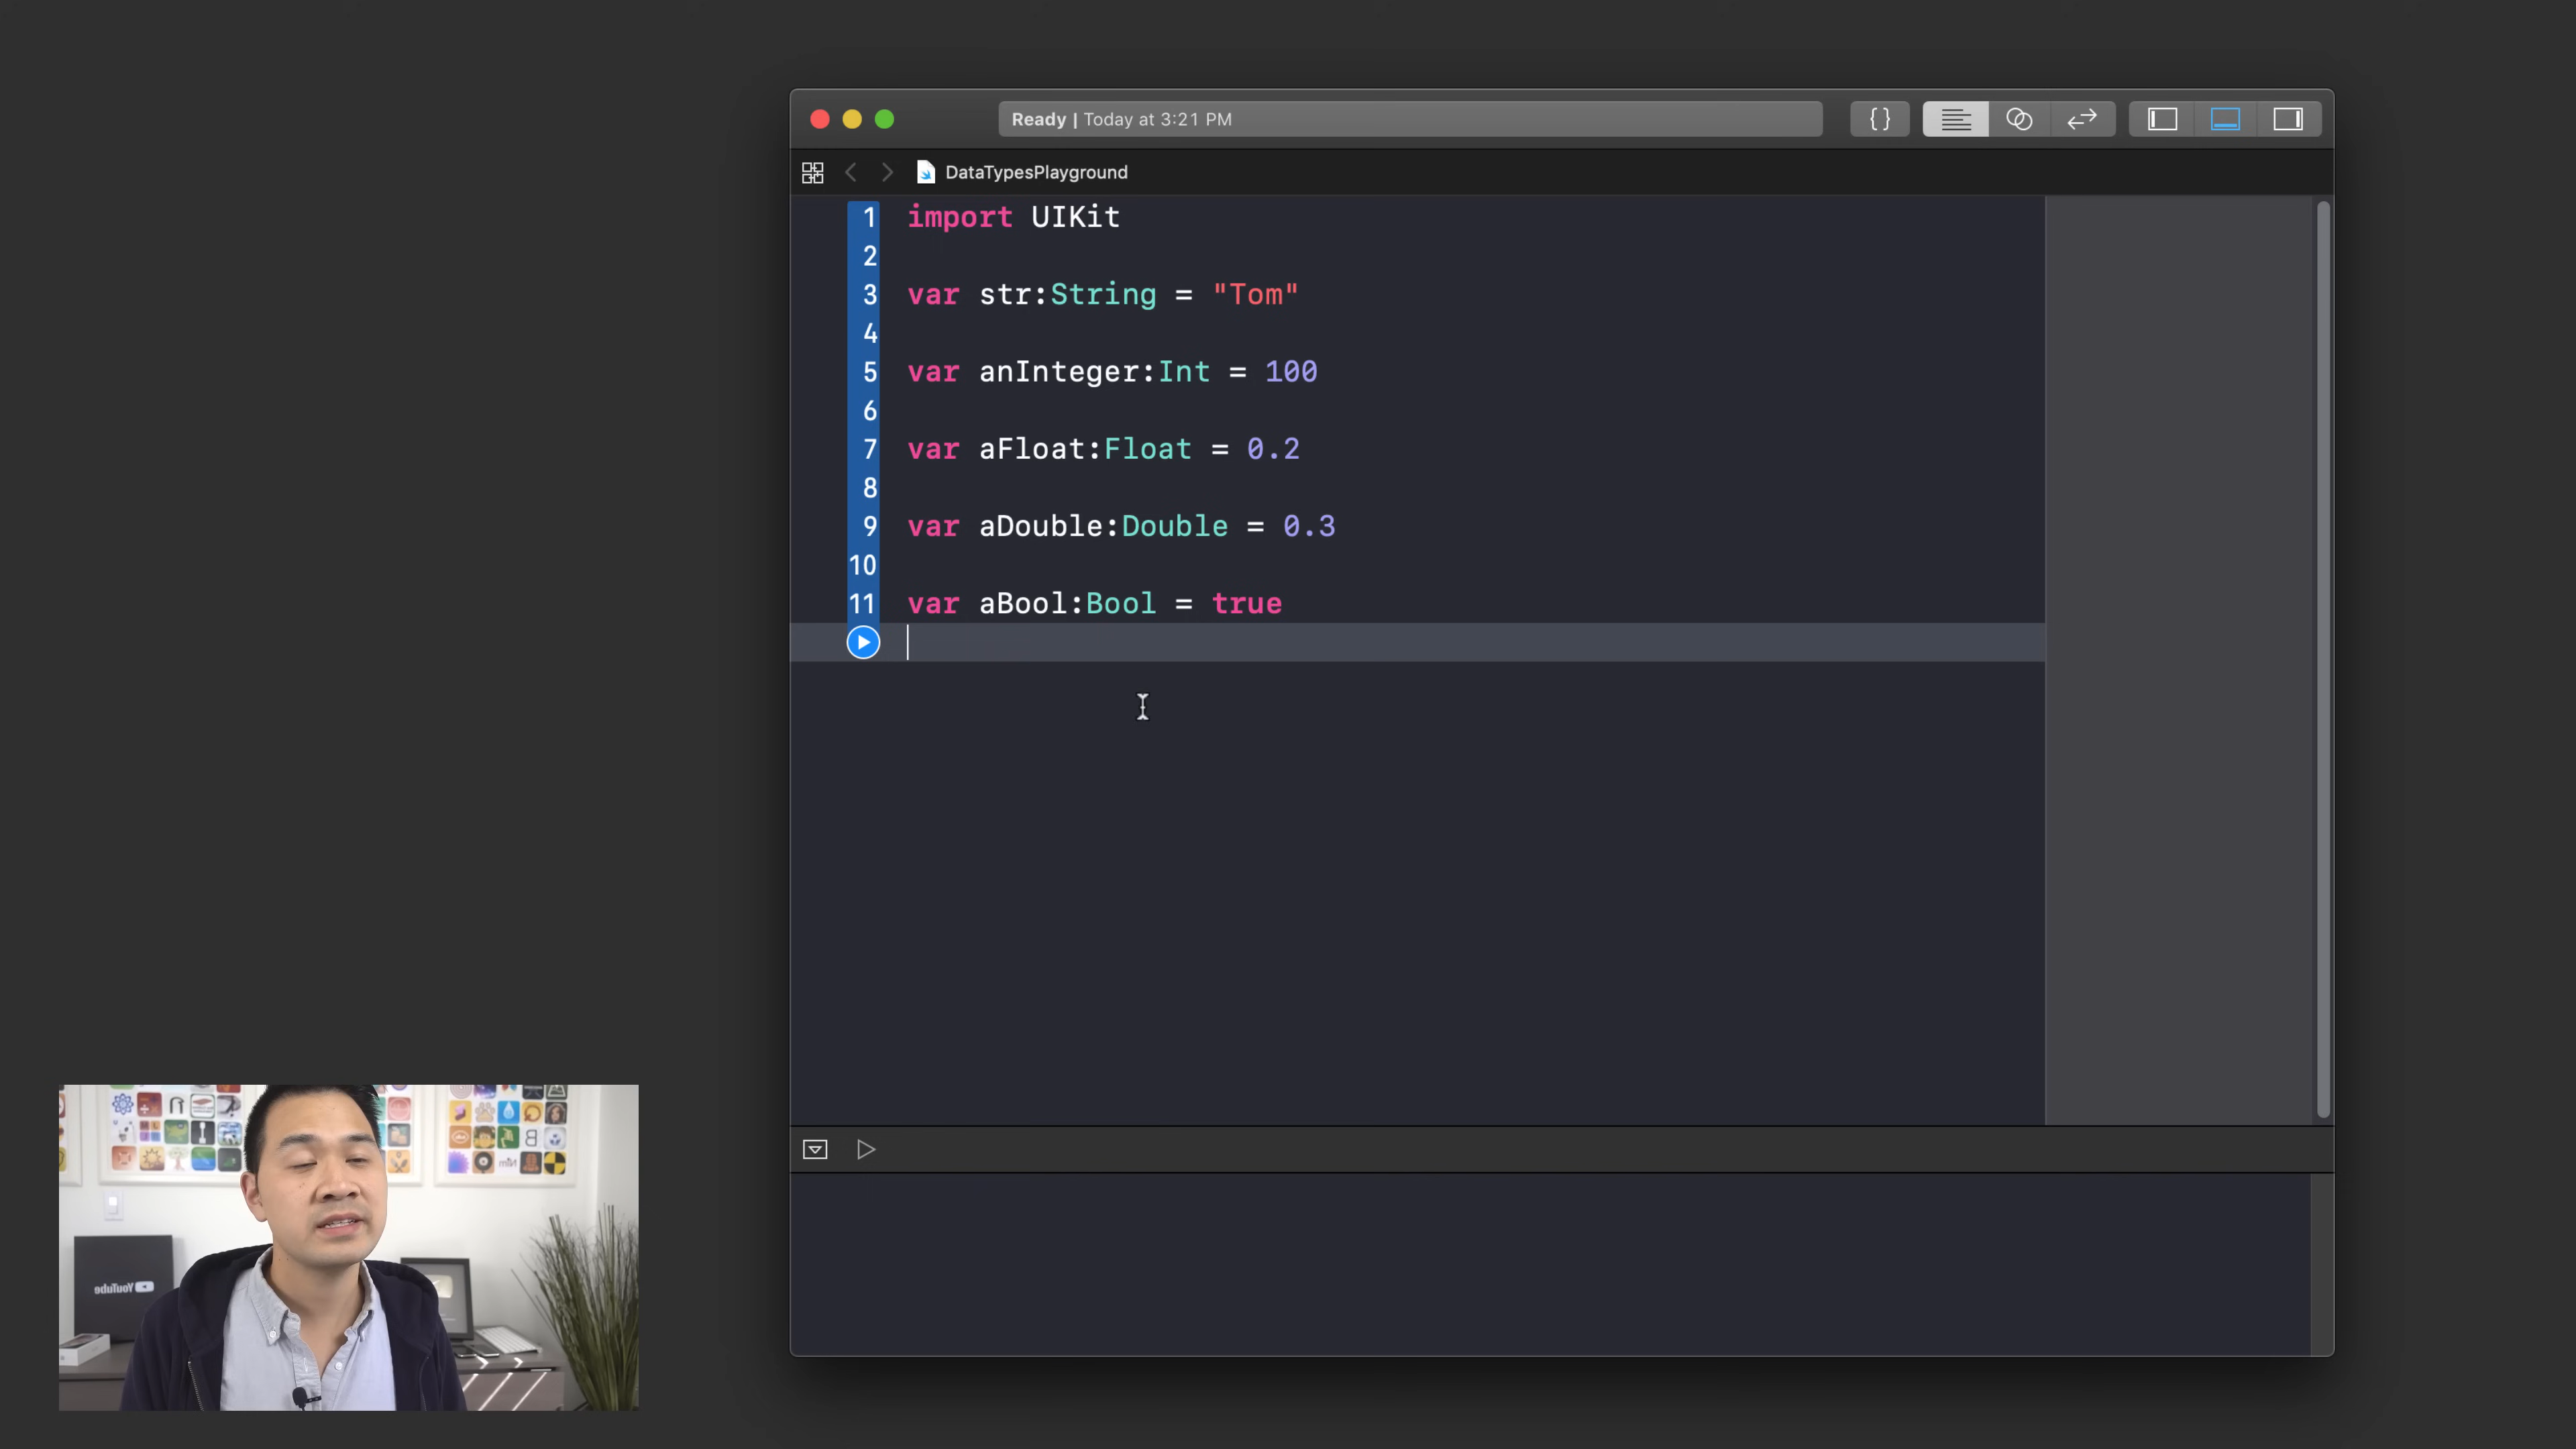 Ready | Today at 3:21 PM
{}
DataTypesPlayground
1 import UIKit
2
3 var str:String = "Tom"
4
5 var anInteger:Int = 100
6
7 var aFloat:Float = 0.2
8
9 var aDouble:Double = 0.3
10
11 var aBool:Bool = true
YouTube